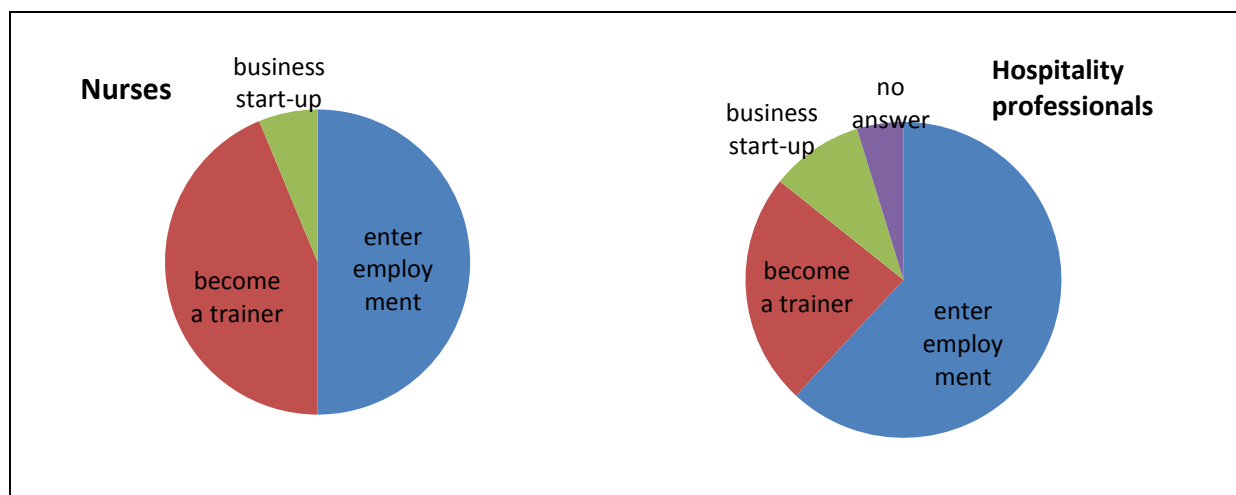 Nurses
business
start-up
become
a trainer
enter
employ
ment
Hospitality
professionals
no
answer
business
start-up
become
a trainer
enter
employ
ment